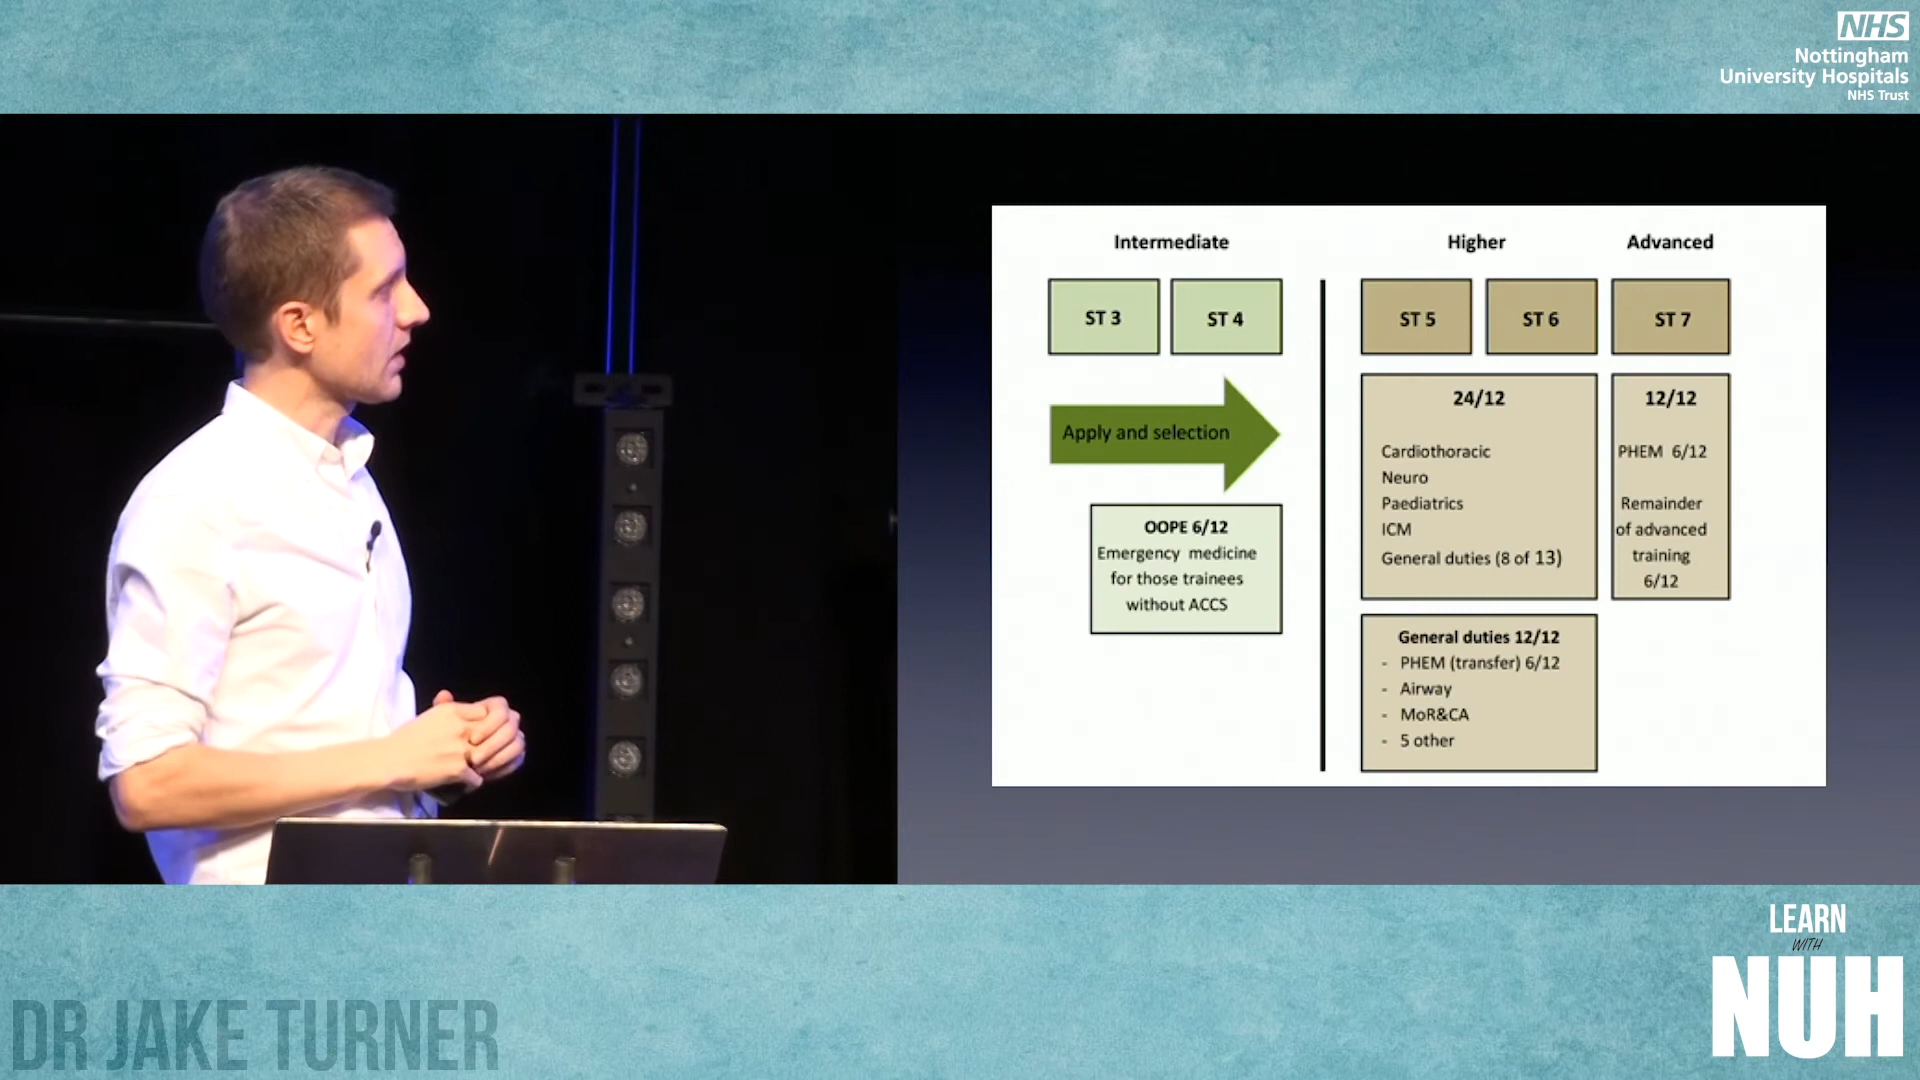 NHS
Nottingham
University Hospitals
NHS Trust
Intermediate
Higher
Advanced
ST 3
ST 4
ST 5
ST 6
ST 7
Apply and selection
OOPE 6/12
Emergency medicine
for those trainees
without ACCS
24/12
Cardiothoracic
Neuro
Paediatrics
ICM
General duties (8 of 13)
12/12
PHEM 6/12
Remainder
of advanced
training
6/12
General duties 12/12
- PHEM (transfer) 6/12
- Airway
- MoR&CA
- 5 other
DR JAKE TURNER
LEARN
WITH
NUH